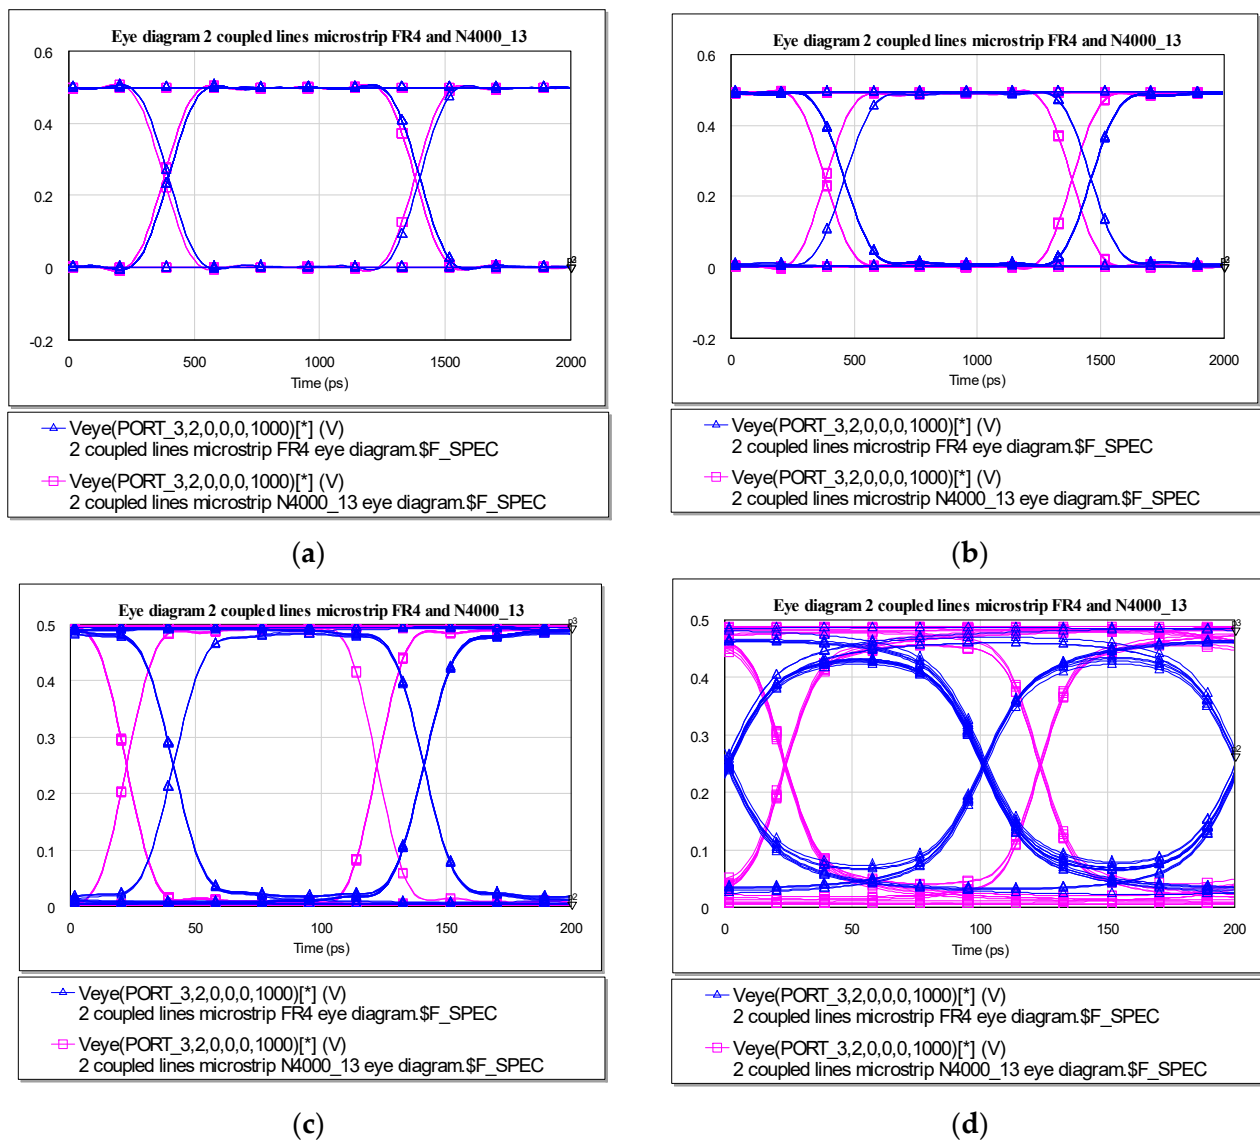 (a)
Eye diagram 2 coupled lines microstrip FR4 and N4000_13
0.6
0.4
0.2
0
-0.2
0
500
1000
1500
2000
Time (ps)
Veye(PORT_3,2,0,0,0,1000)[*] (V)
2 coupled lines microstrip FR4 eye diagram.$F_SPEC
Veye(PORT_3,2,0,0,0,1000)[*] (V)
2 coupled lines microstrip N4000_13 eye diagram.$F_SPEC
(b)
Eye diagram 2 coupled lines microstrip FR4 and N4000_13
0.6
0.4
0.2
0
-0.2
0
500
1000
1500
2000
Time (ps)
Veye(PORT_3,2,0,0,0,1000)[*] (V)
2 coupled lines microstrip FR4 eye diagram.$F_SPEC
Veye(PORT_3,2,0,0,0,1000)[*] (V)
2 coupled lines microstrip N4000_13 eye diagram.$F_SPEC
Eye diagram 2 coupled lines microstrip FR4 and N4000_13
0.5
0.4
0.3
0.2
0.1
0
p3
0
50
100
150
200
Time (ps)
Veye(PORT_3,2,0,0,0,1000)[*] (V)
2 coupled lines microstrip FR4 eye diagram.$F_SPEC
Veye(PORT_3,2,0,0,0,1000)[*] (V)
2 coupled lines microstrip N4000_13 eye diagram.$F_SPEC
(c)
Eye diagram 2 coupled lines microstrip FR4 and N4000_13
0.5
0.4
0.3
0.2
0.1
0
0
50
100
150
200
Time (ps)
Veye(PORT_3,2,0,0,0,1000)[*] (V)
2 coupled lines microstrip FR4 eye diagram.$F_SPEC
Veye(PORT_3,2,0,0,0,1000)[*] (V)
2 coupled lines microstrip N4000_13 eye diagram.$F_SPEC
(d)